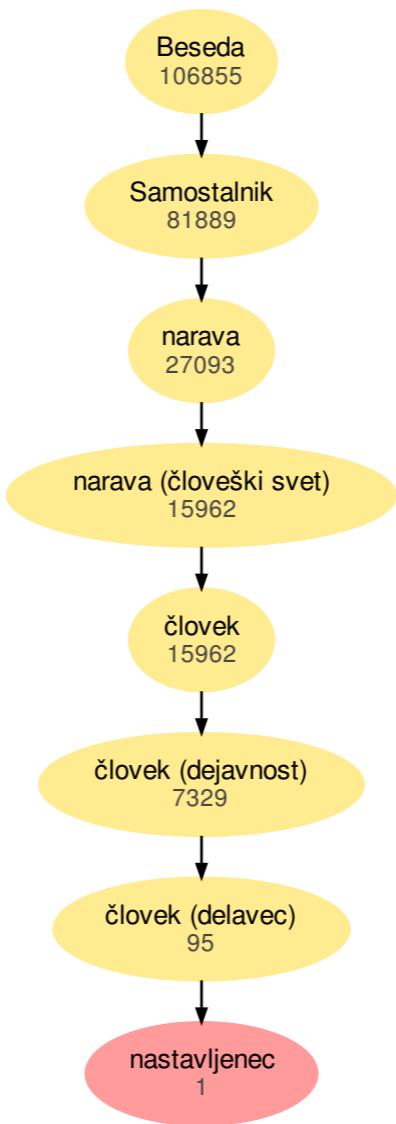 Beseda
106855
Samostalnik
81889
narava
27093
narava (človeški svet)
15962
človek
15962
človek (dejavnost)
7329
človek (delavec)
95
nastavljenec
1